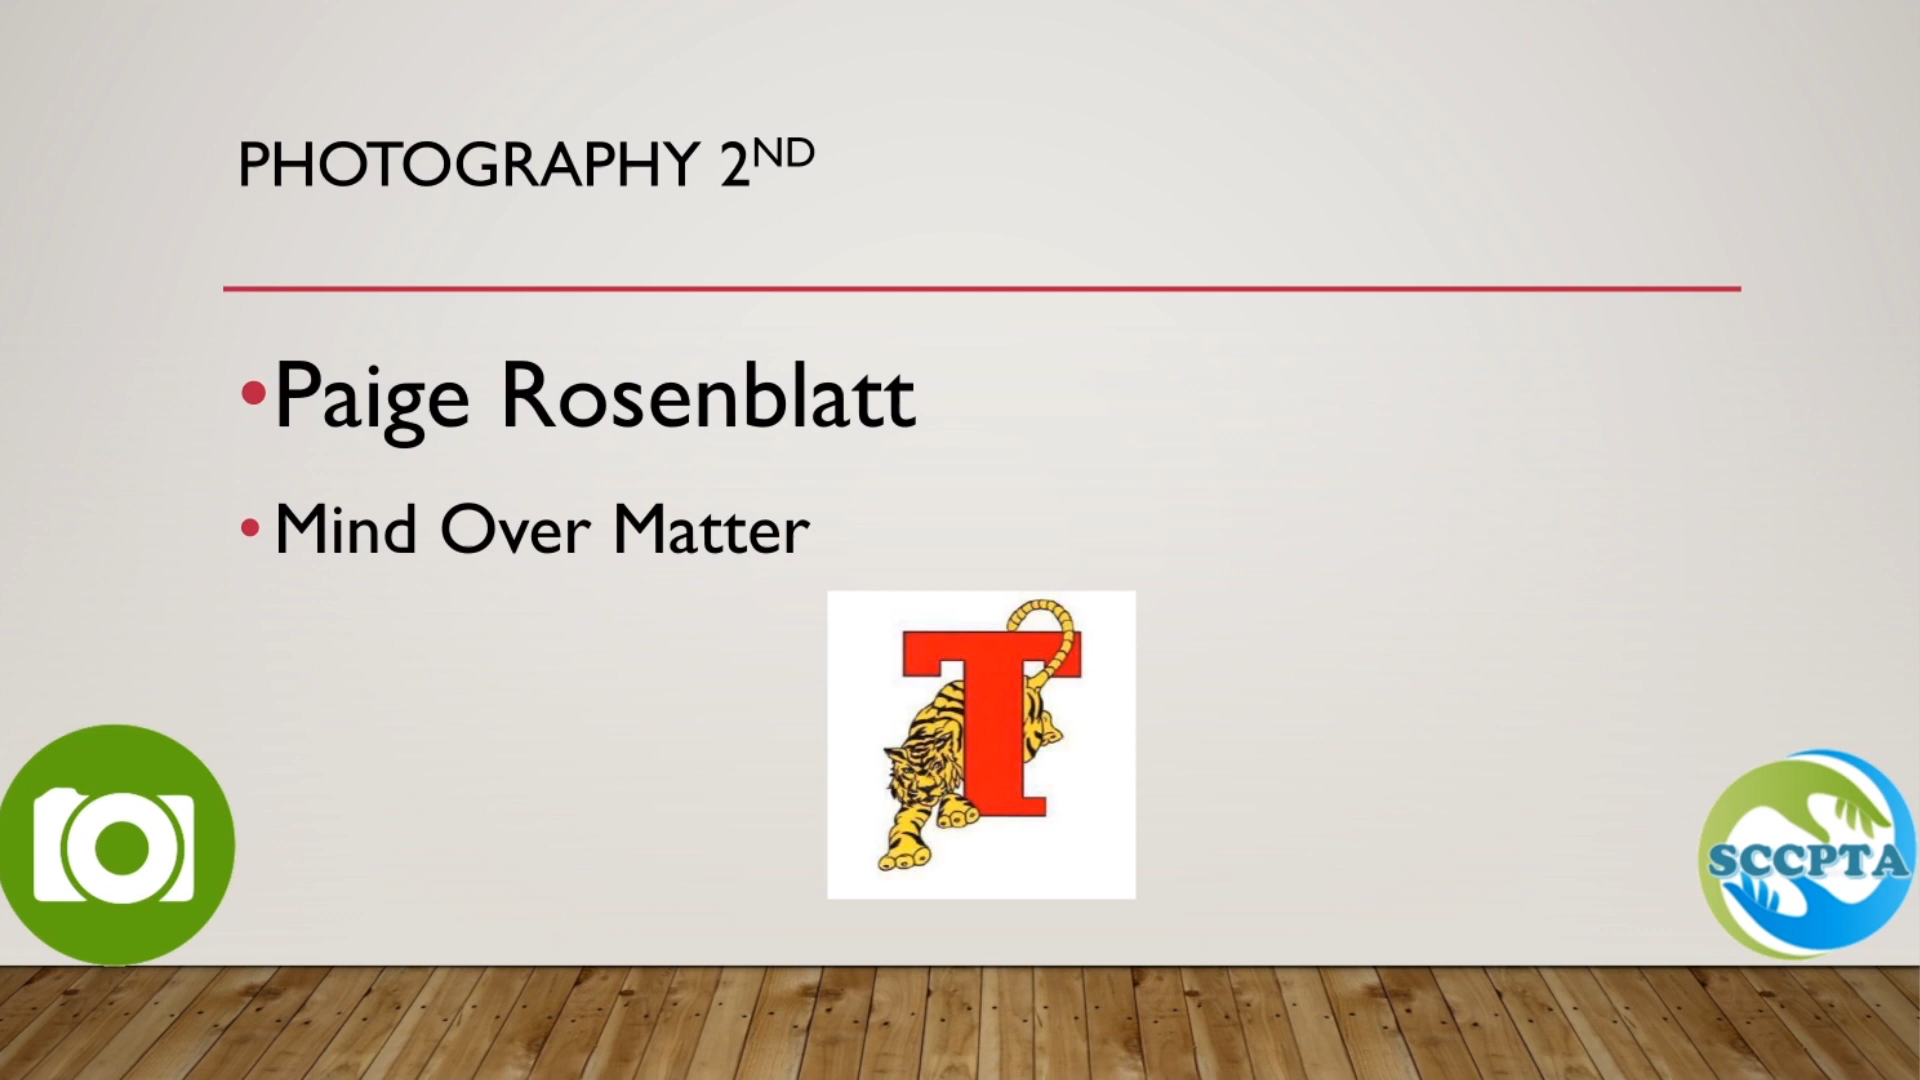 PHOTOGRAPHY 2ND
•Paige Rosenblatt
• Mind Over Matter
T
SCCPTA